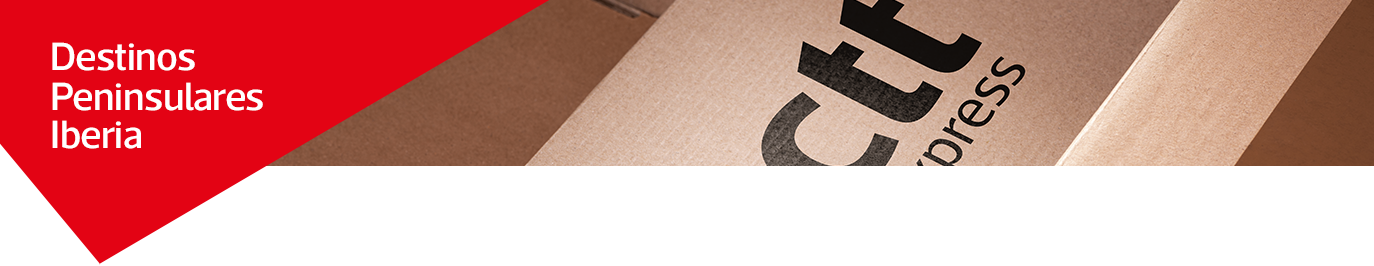 Destinos
Peninsulares
Iberia
ctt
xpress